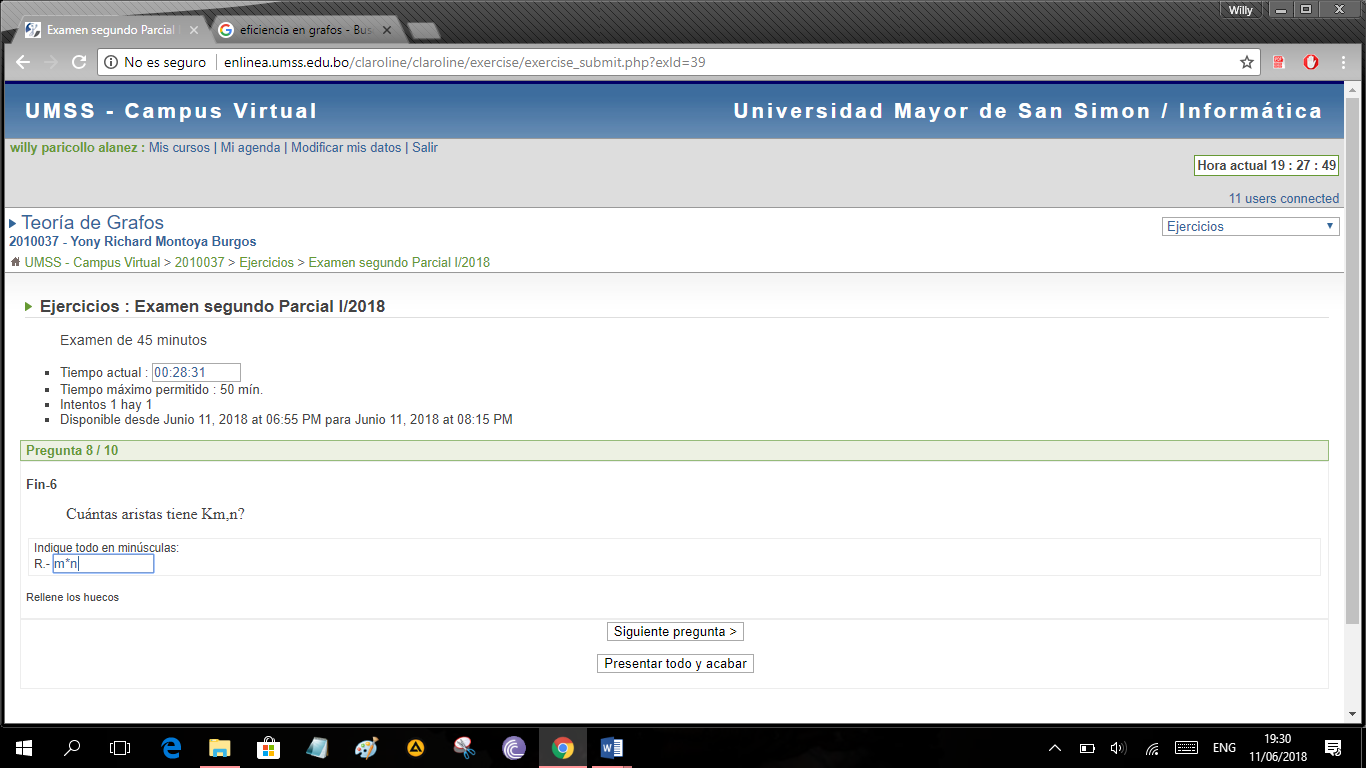 Willy
Examen segundo Parcial
eficiencia en grafos - Bus
No es seguro | enlinea.umss.edu.bo/claroline/claroline/exercise/exercise_submit.php?exId=39
UMSS - Campus Virtual
Universidad Mayor de San Simon / Informática
willy paricollo alanez : Mis cursos | Mi agenda | Modificar mis datos | Salir
Hora actual 19 : 27 : 49
11 users connected
Teoría de Grafos
Ejercicios
2010037 - Yony Richard Montoya Burgos
UMSS - Campus Virtual > 2010037 > Ejercicios > Examen segundo Parcial I/2018
Ejercicios : Examen segundo Parcial I/2018
Examen de 45 minutos
Tiempo actual : 00:28:31
Tiempo máximo permitido : 50 mín.
Intentos 1 hay 1
Disponible desde Junio 11, 2018 at 06:55 PM para Junio 11, 2018 at 08:15 PM
Pregunta 8 / 10
Fin-6
Cuántas aristas tiene Km,n?
Indique todo en minúsculas:
R.- m*n
Rellene los huecos
Siguiente pregunta >
Presentar todo y acabar
ENG
19:30
11/06/2018